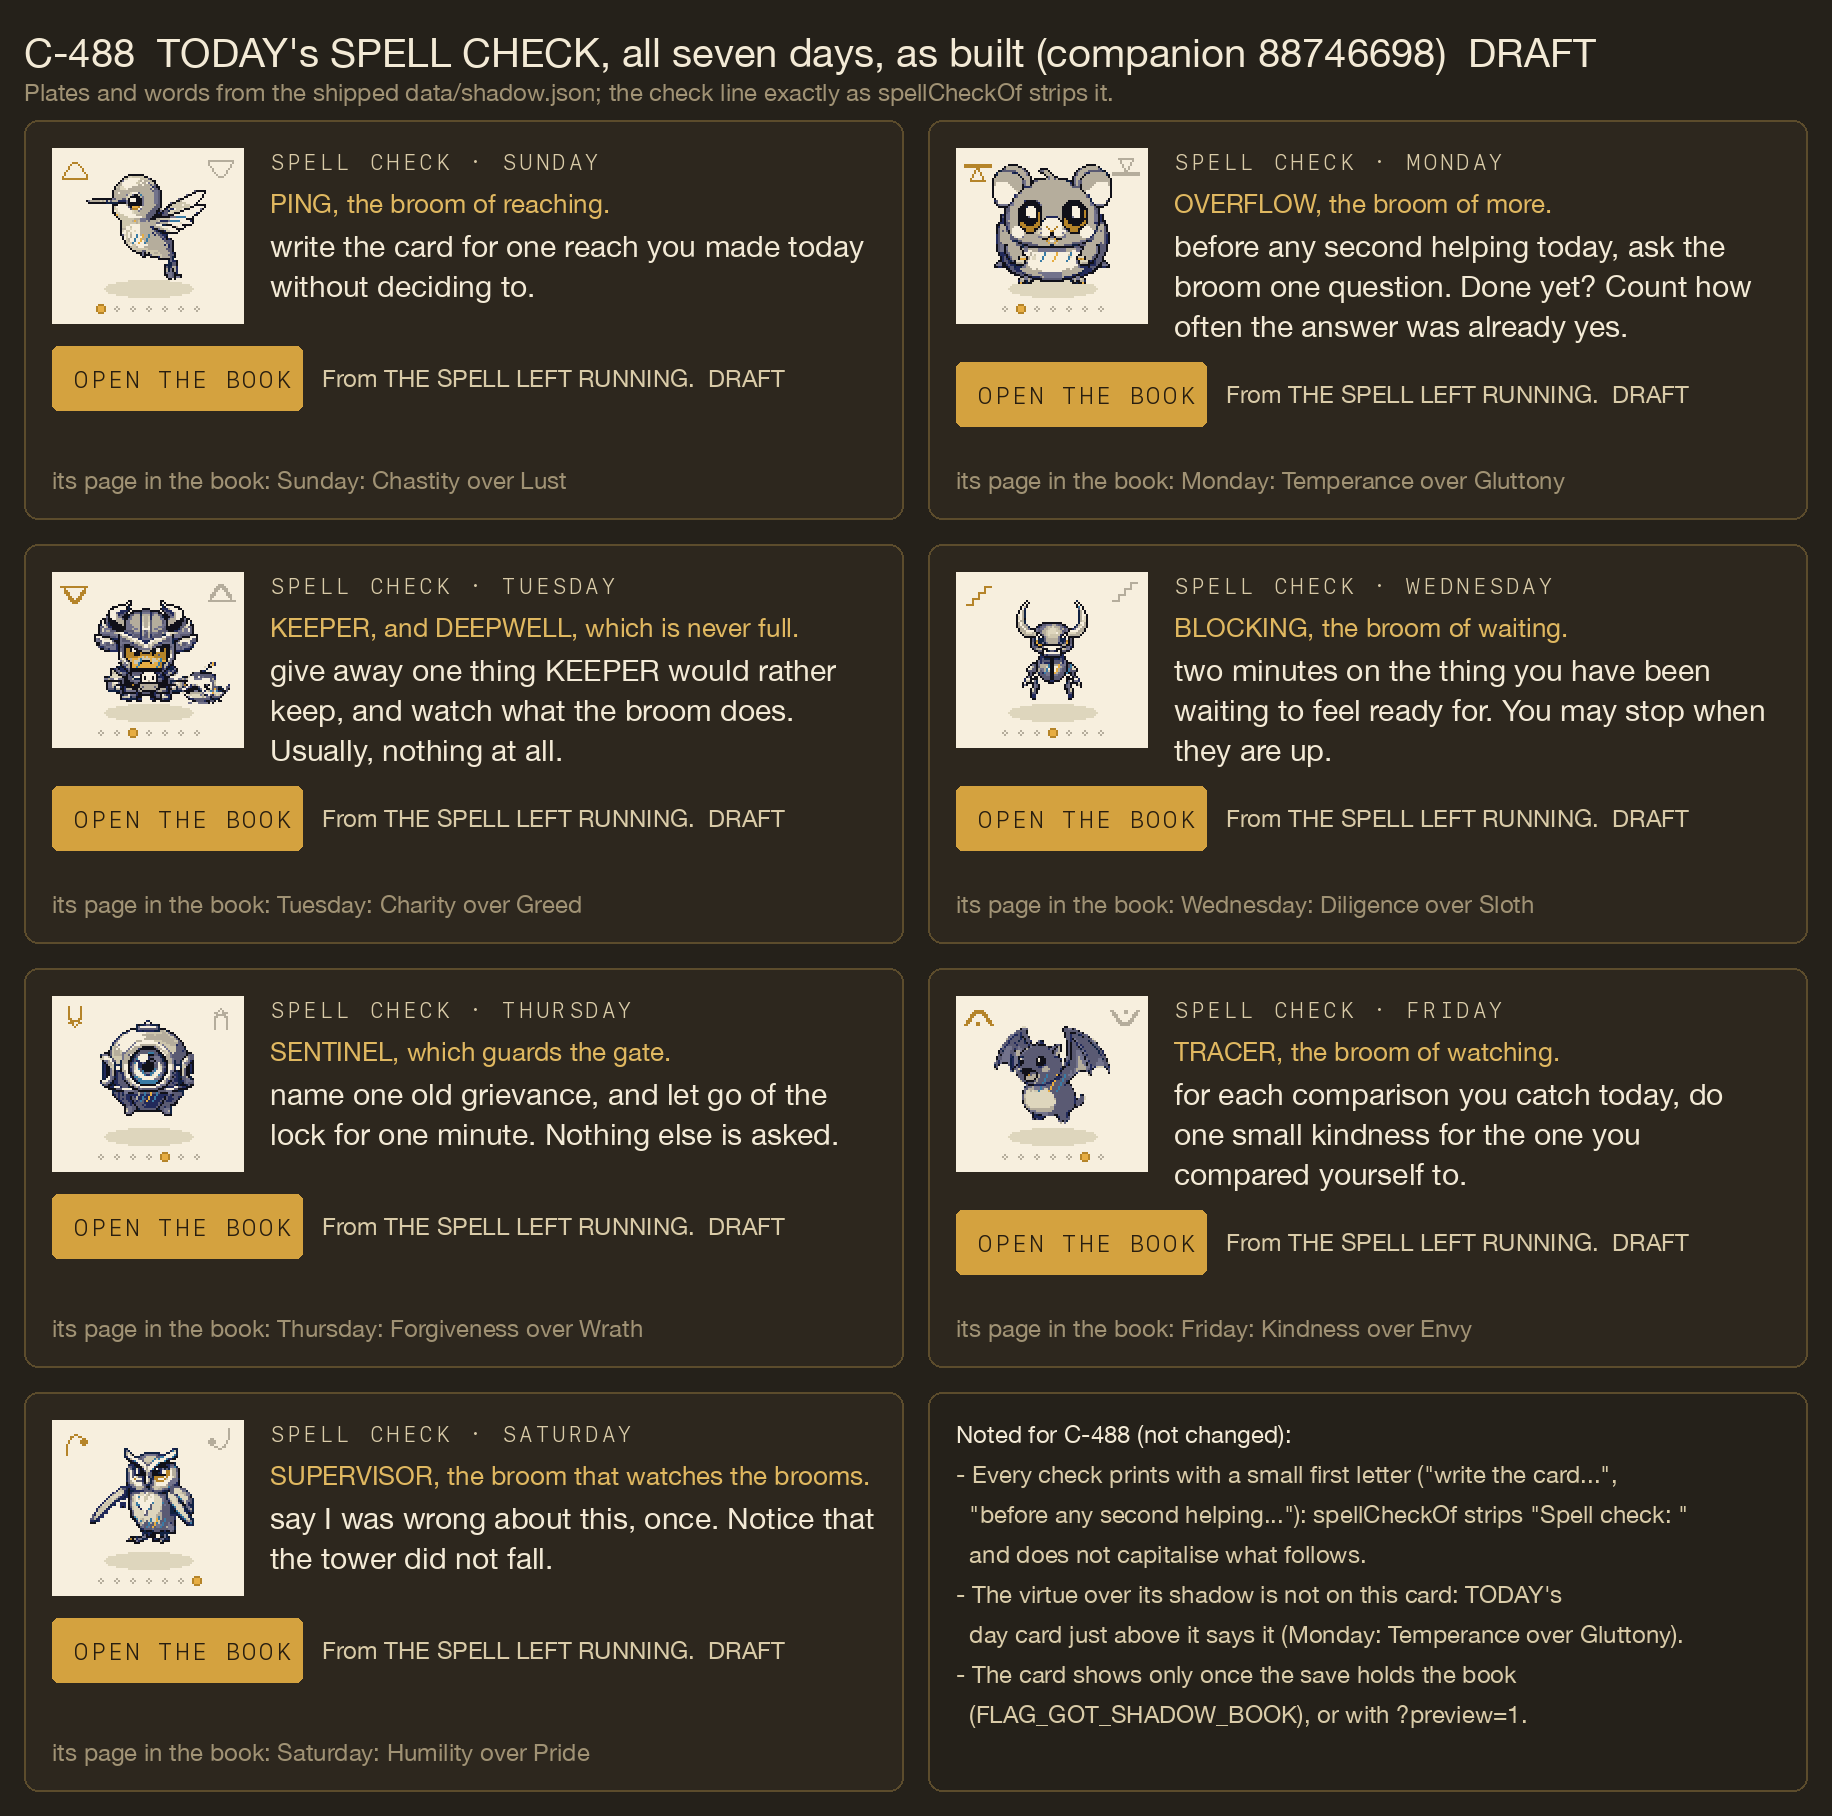 C-488 TODAY's SPELL CHECK, all seven days, as built (companion 88746698) DRAFT
Plates and words from the shipped data/shadow.json; the check line exactly as spellCheckOf strips it.
SPELL CHECK · SUNDAY
PING, the broom of reaching.
write the card for one reach you made today
without deciding to.
OPEN THE BOOK
From THE SPELL LEFT RUNNING. DRAFT
its page in the book: Sunday: Chastity over Lust
SPELL CHECK · MONDAY
OVERFLOW, the broom of more.
before any second helping today, ask the
broom one question. Done yet? Count how
often the answer was already yes.
OPEN THE BOOK
From THE SPELL LEFT RUNNING. DRAFT
its page in the book: Monday: Temperance over Gluttony
SPELL CHECK · TUESDAY
KEEPER, and DEEPWELL, which is never full.
give away one thing KEEPER would rather
keep, and watch what the broom does.
Usually, nothing at all.
OPEN THE BOOK
From THE SPELL LEFT RUNNING. DRAFT
its page in the book: Tuesday: Charity over Greed
SPELL CHECK · WEDNESDAY
BLOCKING, the broom of waiting.
two minutes on the thing you have been
waiting to feel ready for. You may stop when
they are up.
OPEN THE BOOK
From THE SPELL LEFT RUNNING. DRAFT
its page in the book: Wednesday: Diligence over Sloth
SPELL CHECK · THURSDAY
SENTINEL, which guards the gate.
name one old grievance, and let go of the
lock for one minute. Nothing else is asked.
OPEN THE BOOK
From THE SPELL LEFT RUNNING. DRAFT
its page in the book: Thursday: Forgiveness over Wrath
SPELL CHECK · FRIDAY
TRACER, the broom of watching.
for each comparison you catch today, do
one small kindness for the one you
compared yourself to.
OPEN THE BOOK
From THE SPELL LEFT RUNNING. DRAFT
its page in the book: Friday: Kindness over Envy
SPELL CHECK · SATURDAY
SUPERVISOR, the broom that watches the brooms.
say I was wrong about this, once. Notice that
the tower did not fall.
OPEN THE BOOK
From THE SPELL LEFT RUNNING. DRAFT
its page in the book: Saturday: Humility over Pride
Noted for C-488 (not changed):
- Every check prints with a small first letter ("write the card...",
"before any second helping..."): spellCheckOf strips "Spell check: "
and does not capitalise what follows.
- The virtue over its shadow is not on this card: TODAY's
day card just above it says it (Monday: Temperance over Gluttony).
- The card shows only once the save holds the book
(FLAG_GOT_SHADOW_BOOK), or with ?preview=1.